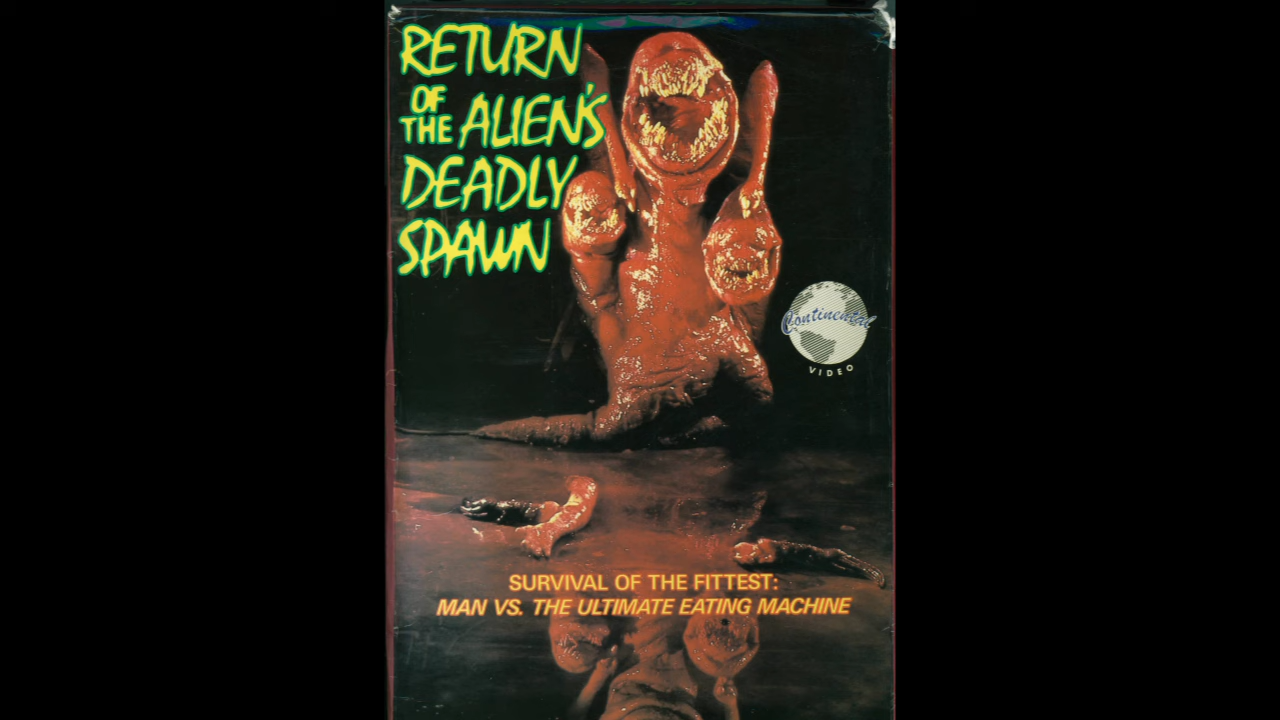 RETURN
OF
THE ALIEN'S
DEADLY
SPAWN
Continental
VIDEO
SURVIVAL OF THE FITTEST:
MAN VS. THE ULTIMATE EATING MACHINE